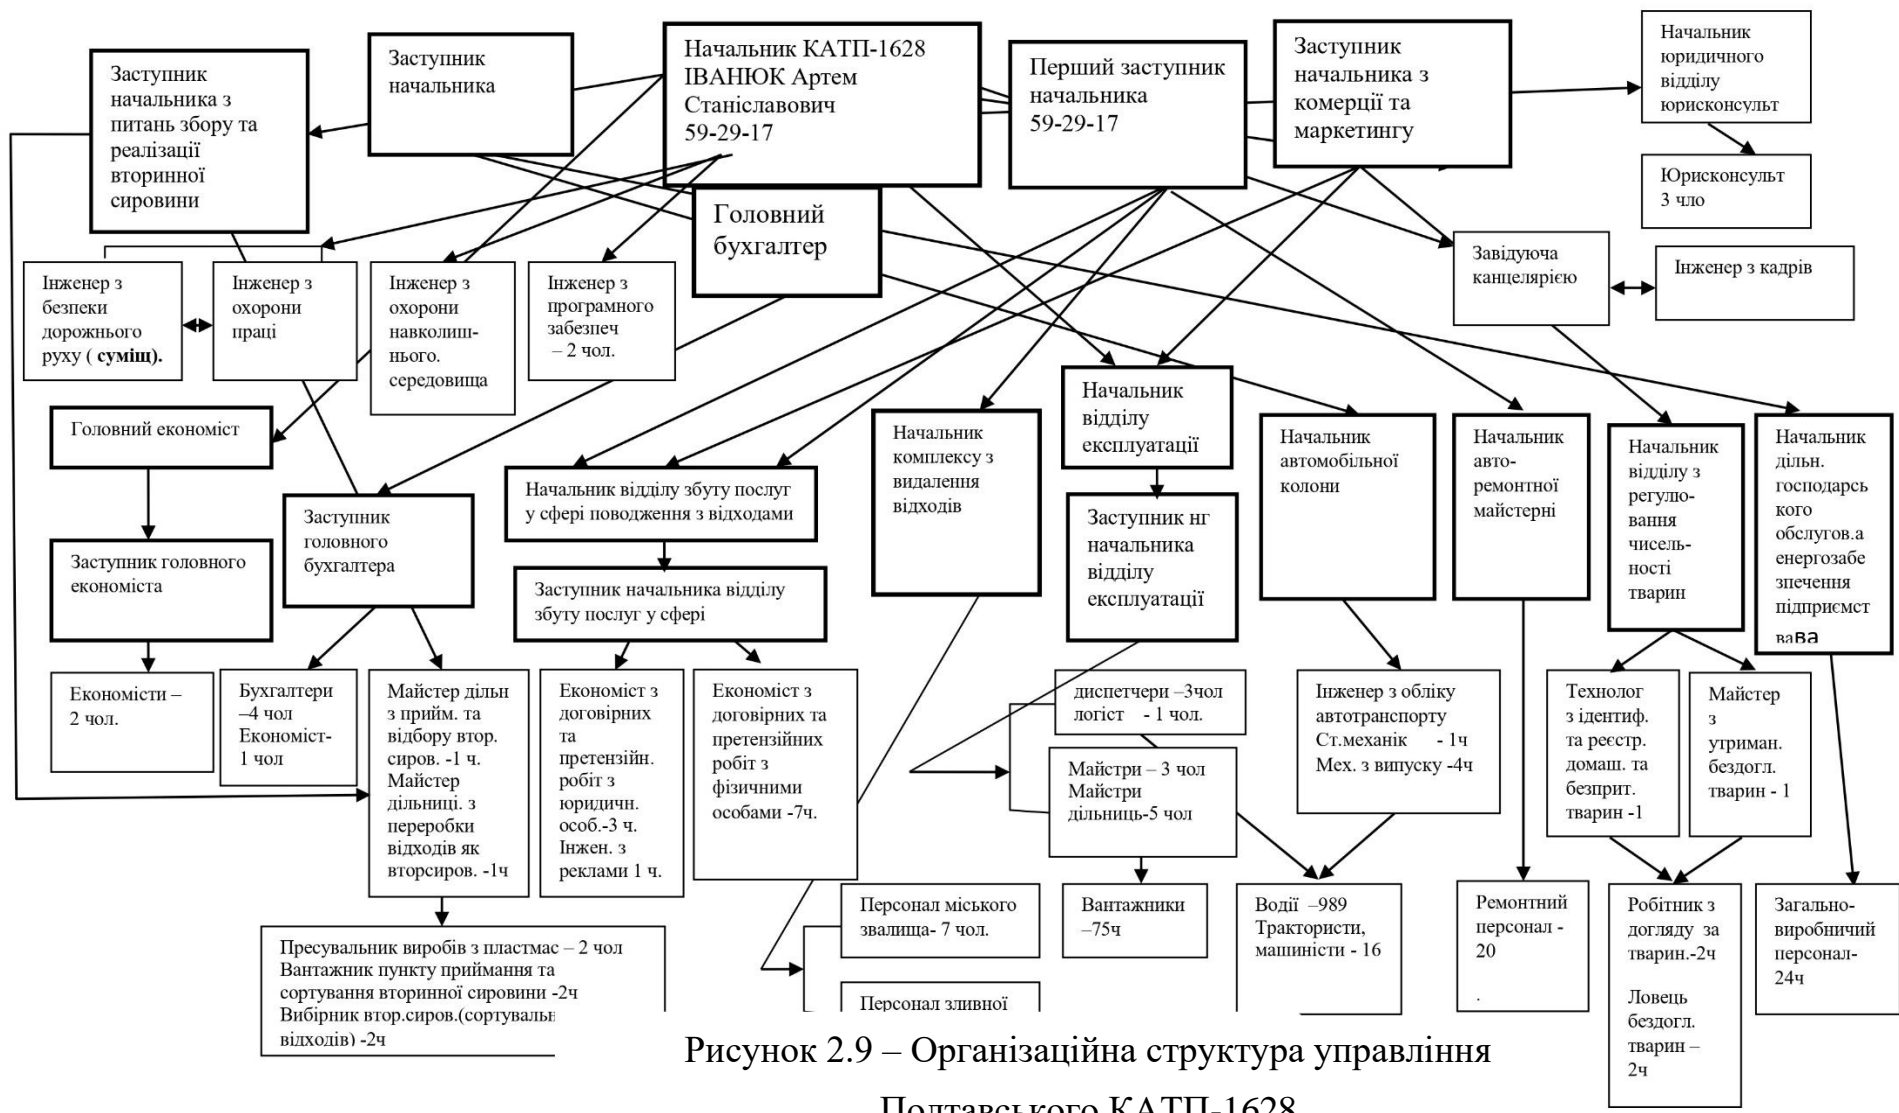 Заступник
начальника з
питань збору та
реалізації
вторинної
сировини
Заступник
начальника
Начальник КАТП-1628
ІВАНЮК Артем
Станіславович
59-29-17
Перший заступник
начальника
59-29-17
Заступник
начальника з
комерції та
маркетингу
Начальник
юридичного
відділу
юрисконсульт
Юрисконсульт
3 чло
Головний
бухгалтер
Інженер з
безпеки
дорожнього
руху ( суміщ).
Інженер з
охорони
праці
Інженер з
охорони
навколиш-
нього.
середовища
Інженер з
програмного
забезпеч
– 2 чол.
Завідуюча
канцелярією
Інженер з кадрів
Головний економіст
Заступник
головного
бухгалтера
Начальник відділу збуту послуг
у сфері поводження з відходами
Начальник
комплексу з
видалення
відходів
Начальник
відділу
експлуатації
Начальник
автомобільної
колони
Начальник
авто-
ремонтної
майстерні
Начальник
відділу з
регулю-
вання
чисель-
ності
тварин
Начальник
дільн.
господарсь
кого
обслугов.а
енергозабе
зпечення
підприємст
вава
Заступник головного
економіста
Заступник начальника відділу
збуту послуг у сфері
Заступник нг
начальника
відділу
експлуатації
Економісти –
2 чол.
Бухгалтери
–4 чол
Економіст-
1 чол
Майстер дільн
з прийм. та
відбору втор.
сиров. -1 ч.
Майстер
дільниці. з
переробки
відходів як
вторсиров. -1ч
Економіст з
договірних
та
претензійн.
робіт з
юридичн.
особ.-3 ч.
Інжен. з
реклами 1 ч.
Економіст з
договірних та
претензійних
робіт з
фізичними
особами -7ч.
диспетчери –3чол
логіст - 1 чол.
Майстри – 3 чол
Майстри
дільниць-5 чол
Інженер з обліку
автотранспорту
Ст.механік - 1ч
Мех. з випуску -4ч
Технолог
з ідентиф.
та реєстр.
домаш. та
безприт.
тварин -1
Майстер
з
утриман.
бездогл.
тварин - 1
Пресувальник виробів з пластмас – 2 чол
Вантажник пункту приймання та
сортування вторинної сировини -2ч
Вибірник втор.сиров.(сортувальн
відходів) -2ч
Персонал міського
звалища- 7 чол.
Персонал зливної
Вантажники
–75ч
Водії –989
Трактористи,
машиністи - 16
Ремонтний
персонал -
20
.
Робітник з
догляду за
тварин.-2ч
Ловець
бездогл.
тварин –
2ч
Загально-
виробничий
персонал-
24ч
Рисунок 2.9 – Організаційна структура управління
Полтавського КАТП-1628